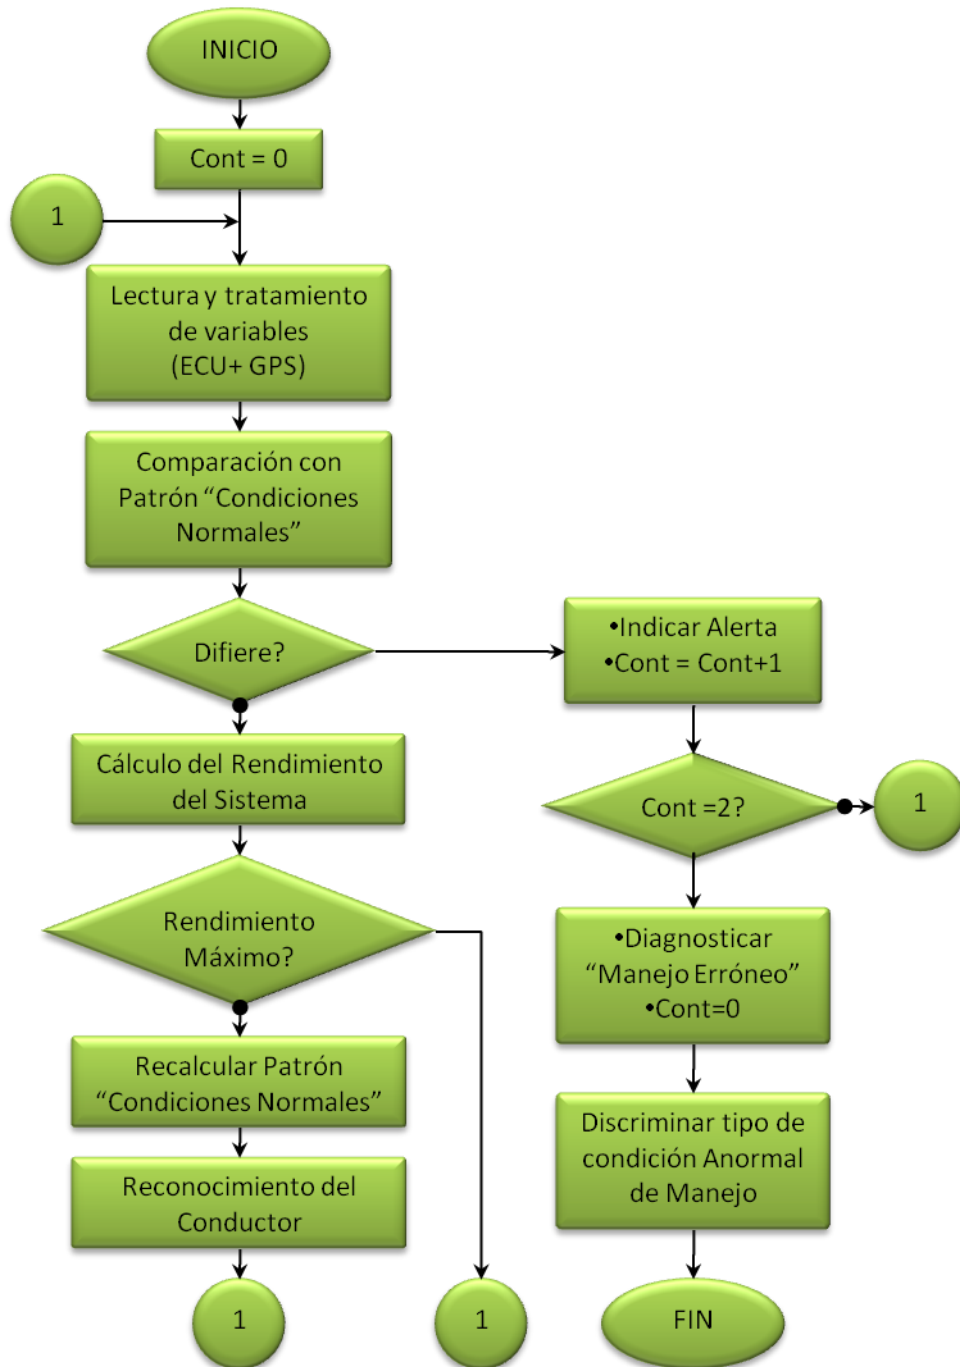 INICIO
Cont = 0
1
Lectura y tratamiento
de variables
(ECU+ GPS)
Comparación con
Patrón “Condiciones
Normales”
Difiere?
•Indicar Alerta
•Cont = Cont+1
Cálculo del Rendimiento
del Sistema
Cont =2?
1
Rendimiento
Máximo?
•Diagnosticar
“Manejo Erróneo”
•Cont=0
Recalcular Patrón
“Condiciones Normales”
Discriminar tipo de
condición Anormal
de Manejo
Reconocimiento del
Conductor
1
1
FIN